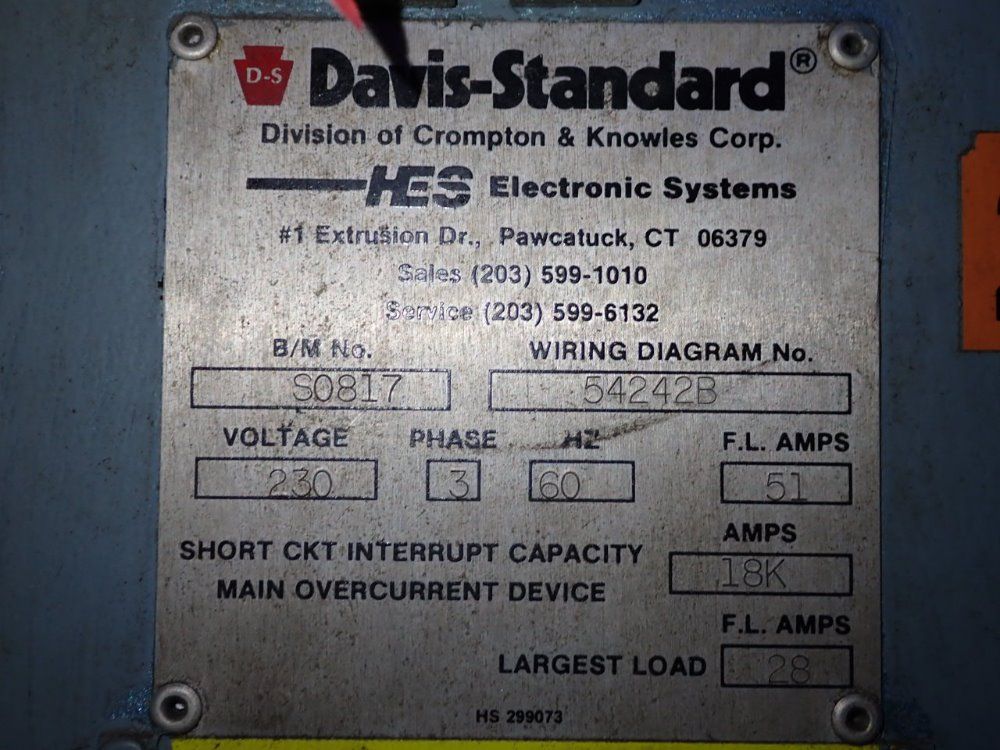 D-S Davis-Standard®
Division of Crompton & Knowles Corp.
HES Electronic Systems
#1 Extrusion Dr., Pawcatuck, CT 06379
Sales (203) 599-1010
Service (203) 599-6132
B/M No. WIRING DIAGRAM No.
S0817 54242B
VOLTAGE PHASE HZ F.L. AMPS
230 3 60 51
AMPS
SHORT CKT INTERRUPT CAPACITY 18K
MAIN OVERCURRENT DEVICE
F.L. AMPS
LARGEST LOAD 28
HS 299073